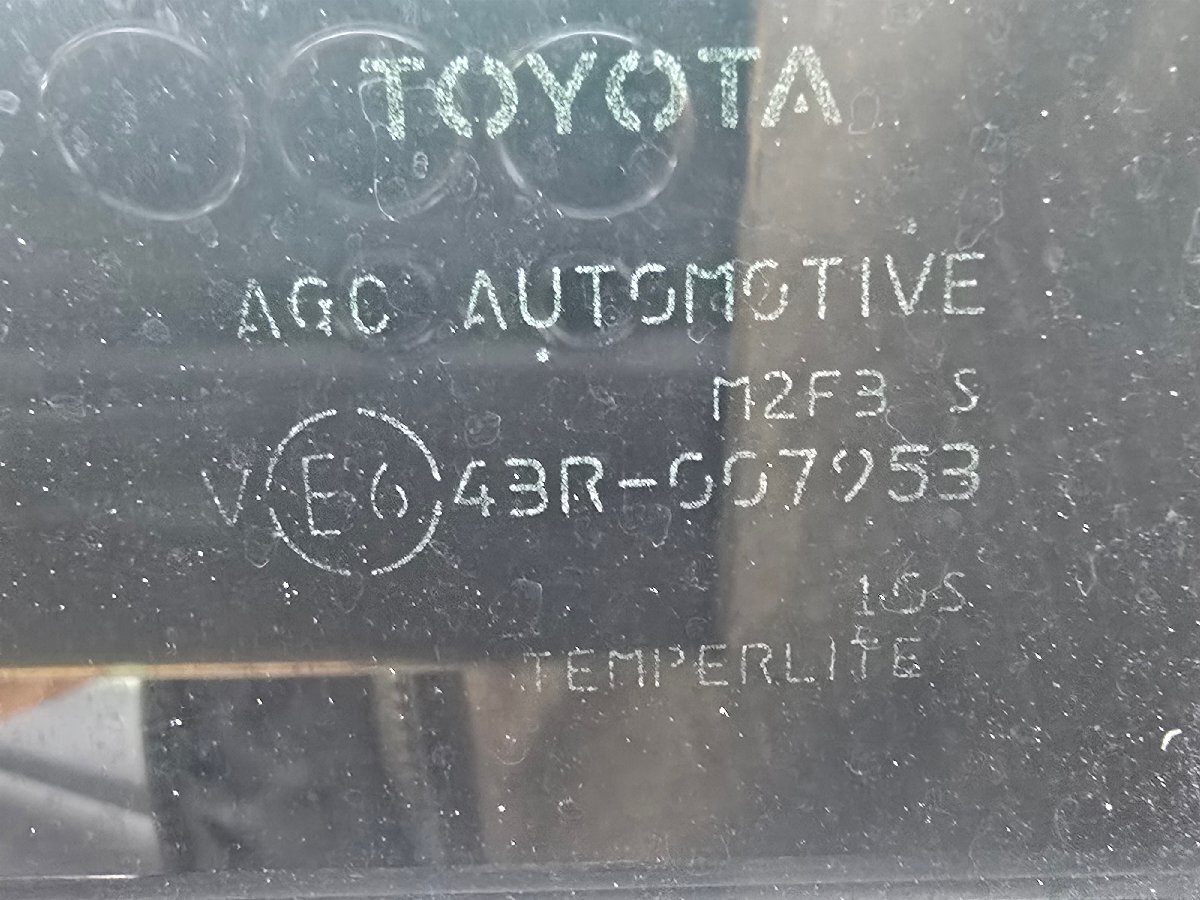 TOYOTA
AGC AUTOMOTIVE
M2F3 S
V E6 43R-007953
16S
TEMPERLITE